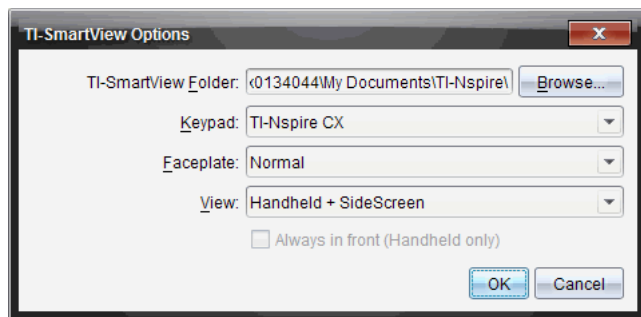 TI-SmartView Options
TI-SmartView Folder: 0134044\My Documents\TI-Nspire\ Browse...
Keypad: TI-Nspire CX
Faceplate: Normal
View: Handheld + SideScreen
Always in front (Handheld only)
OK Cancel